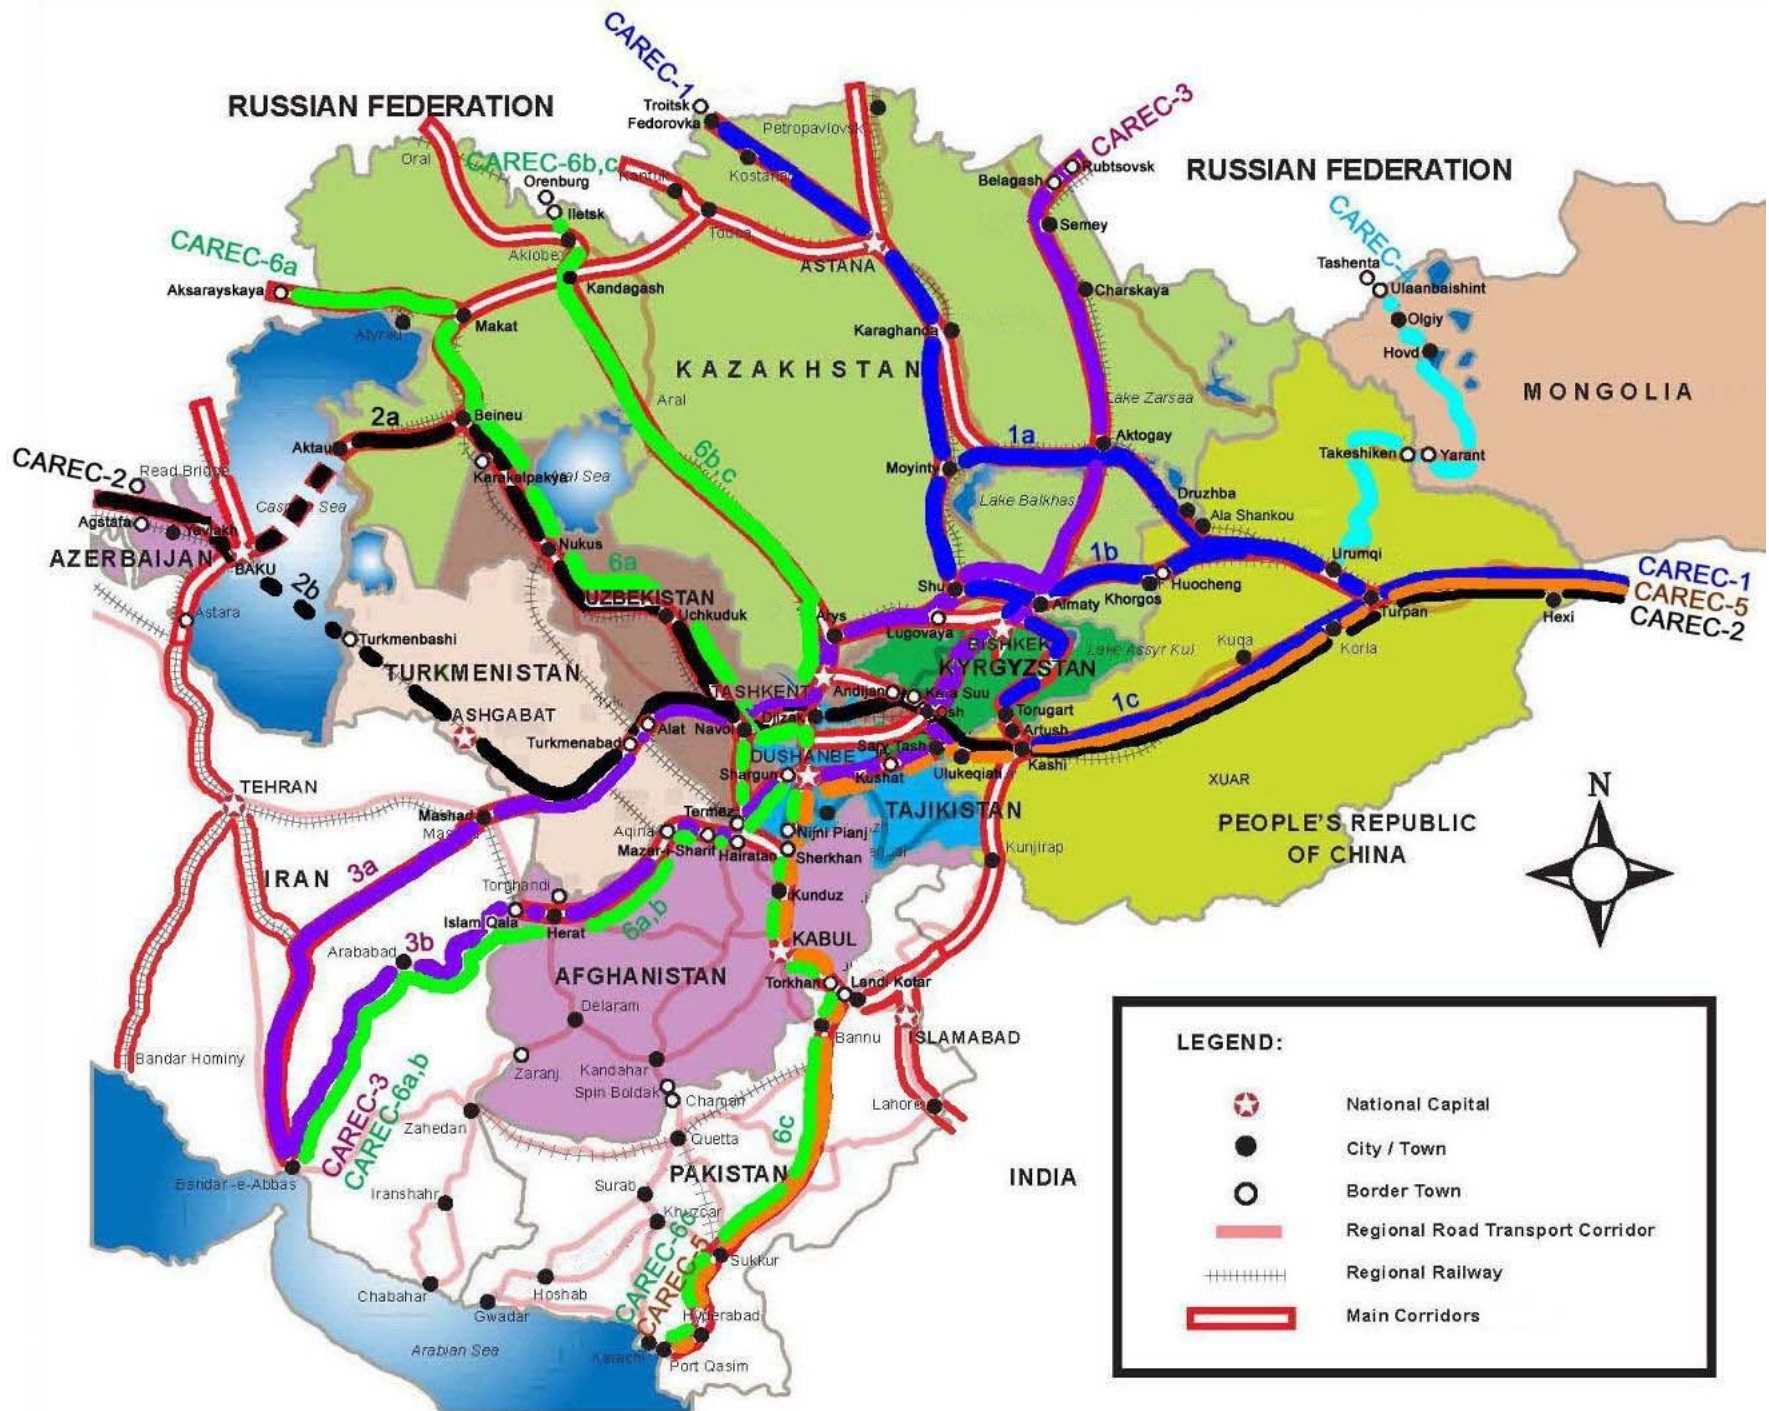 CAREC-1
Troitsk
Fedorovka
Petropavlovsk
Kostanai
RUSSIAN FEDERATION
CAREC-3
Rubtsovsk
Belagash
RUSSIAN FEDERATION
Oral
CAREC-6b,c
Orenburg
Iletsk
Semey
CAREC-4
CAREC-6a
ASTANA
Tashenta
Ulaanbaishint
Aksarayskaya
Kandagash
Charskaya
Olgiy
Makat
Atyrau
Karaghanda
Hovd
KAZAKHSTAN
MONGOLIA
Aral
Lake Zarsaa
2a
Beineu
1a
Aktogay
Aktau
6b,c
Moyinty
Takeshiken
Yarant
CAREC-2
Read Bridge
Karakalpakya
Aral Sea
Lake Balkhash
Druzhba
Ala Shankou
Caspian Sea
Agstafa
Yevlakh
AZERBAIJAN
BAKU
Nukus
6a
1b
Urumqi
2b
Shu
Huocheng
Khorgos
CAREC-1
CAREC-5
CAREC-2
UZBEKISTAN
Uchkuduk
Arys
Almaty
Turpan
Hexi
Astara
Turkmenbashi
Lugovaya
BISHKEK
Lake Assyr Kul
Kuqa
Korla
TURKMENISTAN
KYRGYZSTAN
TASHKENT
Andijan
Kara Suu
1c
ASHGABAT
Djizak
Osh
Torugart
Alat
Navoi
Artush
Turkmenabad
Sary Tash
DUSHANBE
Kashi
Shargun
Kushat
Ulukeqiati
XUAR
TEHRAN
Mashad
Termez
TAJIKISTAN
PEOPLE'S REPUBLIC
OF CHINA
N
Aqina
Nijni Pianj
Mazar-i-Sharif
Hairatan
Sherkhan
Kunjirap
IRAN
3a
Torghandi
Kunduz
Islam Qala
Herat
6a,b
3b
Arababad
KABUL
AFGHANISTAN
Torkhan
Landi Kotar
Delaram
Bannu
ISLAMABAD
Bandar Hominy
Zaranj
Kandahar
Spin Boldak
Chaman
Lahore
CAREC-3
CAREC-6a,b
Zahedan
Quetta
6c
PAKISTAN
INDIA
Bandar-e-Abbas
Iranshahr
Surab
Khuzcar
CAREC-6c
CAREC-5
Sukkur
Chabahar
Hoshab
Gwadar
Hyderabad
Arabian Sea
Karachi
Port Qasim
LEGEND:
National Capital
City / Town
Border Town
Regional Road Transport Corridor
Regional Railway
Main Corridors